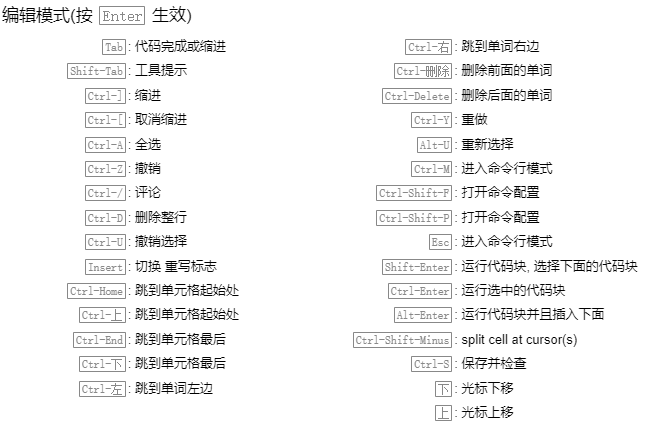 编辑模式(按 Enter 生效)
Tab : 代码完成或缩进
Shift-Tab : 工具提示
Ctrl-] : 缩进
Ctrl-[ : 取消缩进
Ctrl-A : 全选
Ctrl-Z : 撤销
Ctrl-/ : 评论
Ctrl-D : 删除整行
Ctrl-U : 撤销选择
Insert : 切换 重写标志
Ctrl-Home : 跳到单元格起始处
Ctrl-上 : 跳到单元格起始处
Ctrl-End : 跳到单元格最后
Ctrl-下 : 跳到单元格最后
Ctrl-左 : 跳到单词左边
Ctrl-右 : 跳到单词右边
Ctrl-删除 : 删除前面的单词
Ctrl-Delete : 删除后面的单词
Ctrl-Y : 重做
Alt-U : 重新选择
Ctrl-M : 进入命令行模式
Ctrl-Shift-F : 打开命令配置
Ctrl-Shift-P : 打开命令配置
Esc : 进入命令行模式
Shift-Enter : 运行代码块, 选择下面的代码块
Ctrl-Enter : 运行选中的代码块
Alt-Enter : 运行代码块并且插入下面
Ctrl-Shift-Minus : split cell at cursor(s)
Ctrl-S : 保存并检查
下 : 光标下移
上 : 光标上移